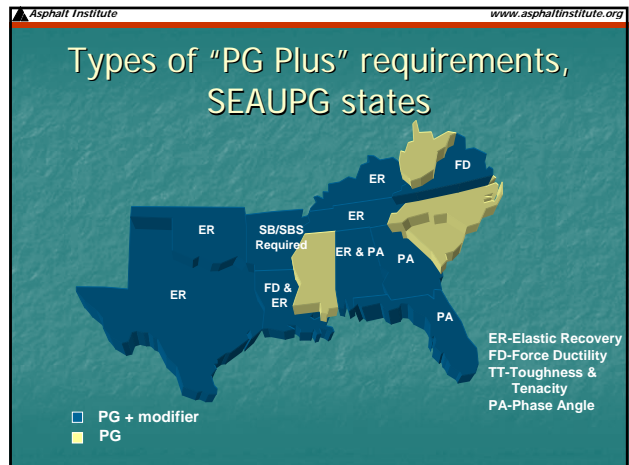 Asphalt Institute
www.asphaltinstitute.org
Types of "PG Plus" requirements,
SEAUPG states
FD
ER
ER
ER
SB/SBS
Required
ER & PA
PA
ER
FD &
ER
PA
ER-Elastic Recovery
FD-Force Ductility
TT-Toughness &
Tenacity
PA-Phase Angle
PG + modifier
PG